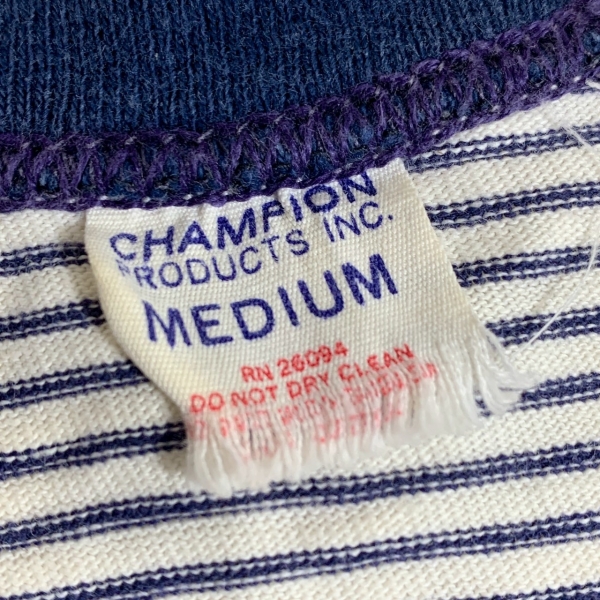 CHAMPION
PRODUCTS INC.
MEDIUM
RN 26094
DO NOT DRY CLEAN